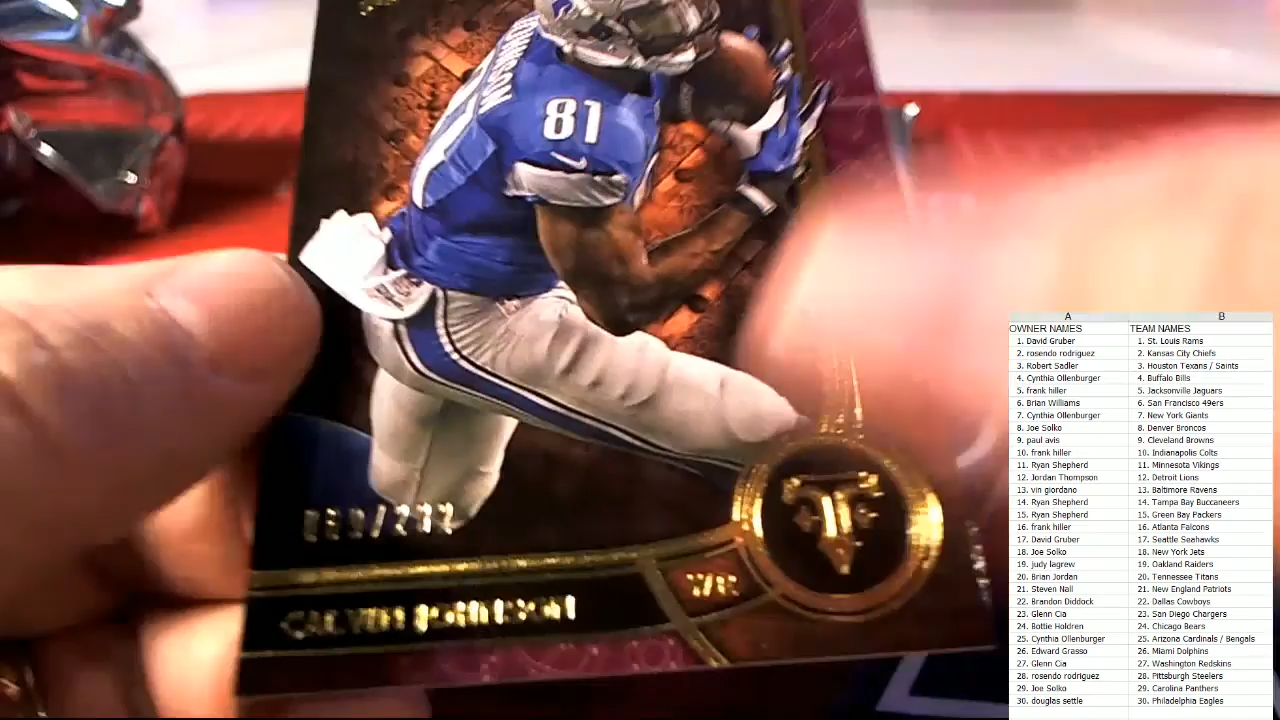 JOHNSON
81
CALVIN JOHNSON
WR
A B
OWNER NAMES TEAM NAMES
1. David Gruber 1. St. Louis Rams
2. rosendo rodriguez 2. Kansas City Chiefs
3. Robert Sadler 3. Houston Texans / Saints
4. Cynthia Ollenburger 4. Buffalo Bills
5. frank hiller 5. Jacksonville Jaguars
6. Brian Williams 6. San Francisco 49ers
7. Cynthia Ollenburger 7. New York Giants
8. Joe Solko 8. Denver Broncos
9. paul avis 9. Cleveland Browns
10. frank hiller 10. Indianapolis Colts
11. Ryan Shepherd 11. Minnesota Vikings
12. Jordan Thompson 12. Detroit Lions
13. vin giordano 13. Baltimore Ravens
14. Ryan Shepherd 14. Tampa Bay Buccaneers
15. Ryan Shepherd 15. Green Bay Packers
16. frank hiller 16. Atlanta Falcons
17. David Gruber 17. Seattle Seahawks
18. Joe Solko 18. New York Jets
19. judy lagrew 19. Oakland Raiders
20. Brian Jordan 20. Tennessee Titans
21. Steven Nall 21. New England Patriots
22. Brandon Diddock 22. Dallas Cowboys
23. Glenn Cia 23. San Diego Chargers
24. Bottie Holdren 24. Chicago Bears
25. Cynthia Ollenburger 25. Arizona Cardinals / Bengals
26. Edward Grasso 26. Miami Dolphins
27. Glenn Cia 27. Washington Redskins
28. rosendo rodriguez 28. Pittsburgh Steelers
29. Joe Solko 29. Carolina Panthers
30. douglas settle 30. Philadelphia Eagles